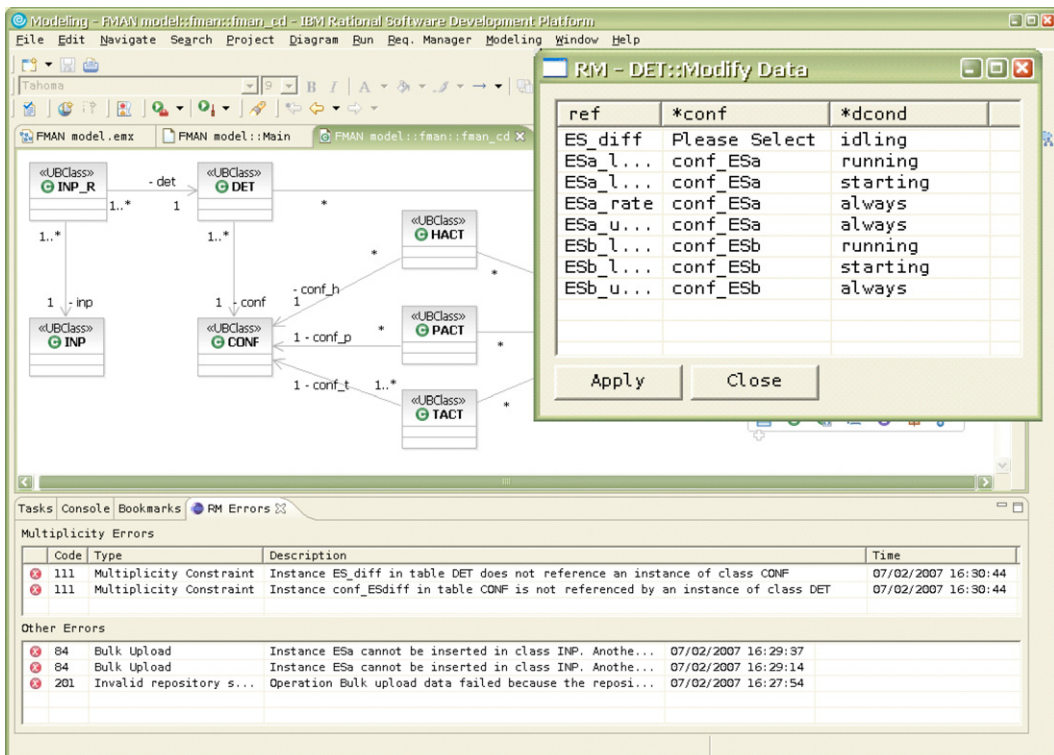 Modeling - FMAN model::fman::fman_cd - IBM Rational Software Development Platform
File Edit Navigate Search Project Diagram Run Req. Manager Modeling Window Help
Tahoma 9 B I A
FMAN model.emx FMAN model::Main FMAN model::fman::fman_cd
«UBClass»
INP_R
- det
1..*
1
«UBClass»
DET
*
1..*
1..*
«UBClass»
HACT
*
*
- conf_h
1
1 - inp
1 - conf
«UBClass»
INP
«UBClass»
CONF
1 - conf_p
*
«UBClass»
PACT
*
1 - conf_t
1..*
«UBClass»
TACT
*
RM - DET::Modify Data
ref *conf *dcond
ES_diff Please Select idling
ESa_l... conf_ESa running
ESa_l... conf_ESa starting
ESa_rate conf_ESa always
ESa_u... conf_ESa always
ESb_l... conf_ESb running
ESb_l... conf_ESb starting
ESb_u... conf_ESb always
Apply Close
Tasks Console Bookmarks RM Errors
Multiplicity Errors
Code Type Description Time
111 Multiplicity Constraint Instance ES_diff in table DET does not reference an instance of class CONF 07/02/2007 16:30:44
111 Multiplicity Constraint Instance conf_ESdiff in table CONF is not referenced by an instance of class DET 07/02/2007 16:30:44
Other Errors
84 Bulk Upload Instance ESa cannot be inserted in class INP. Anothe... 07/02/2007 16:29:37
84 Bulk Upload Instance ESa cannot be inserted in class INP. Anothe... 07/02/2007 16:29:14
201 Invalid repository s... Operation Bulk upload data failed because the reposi... 07/02/2007 16:27:54